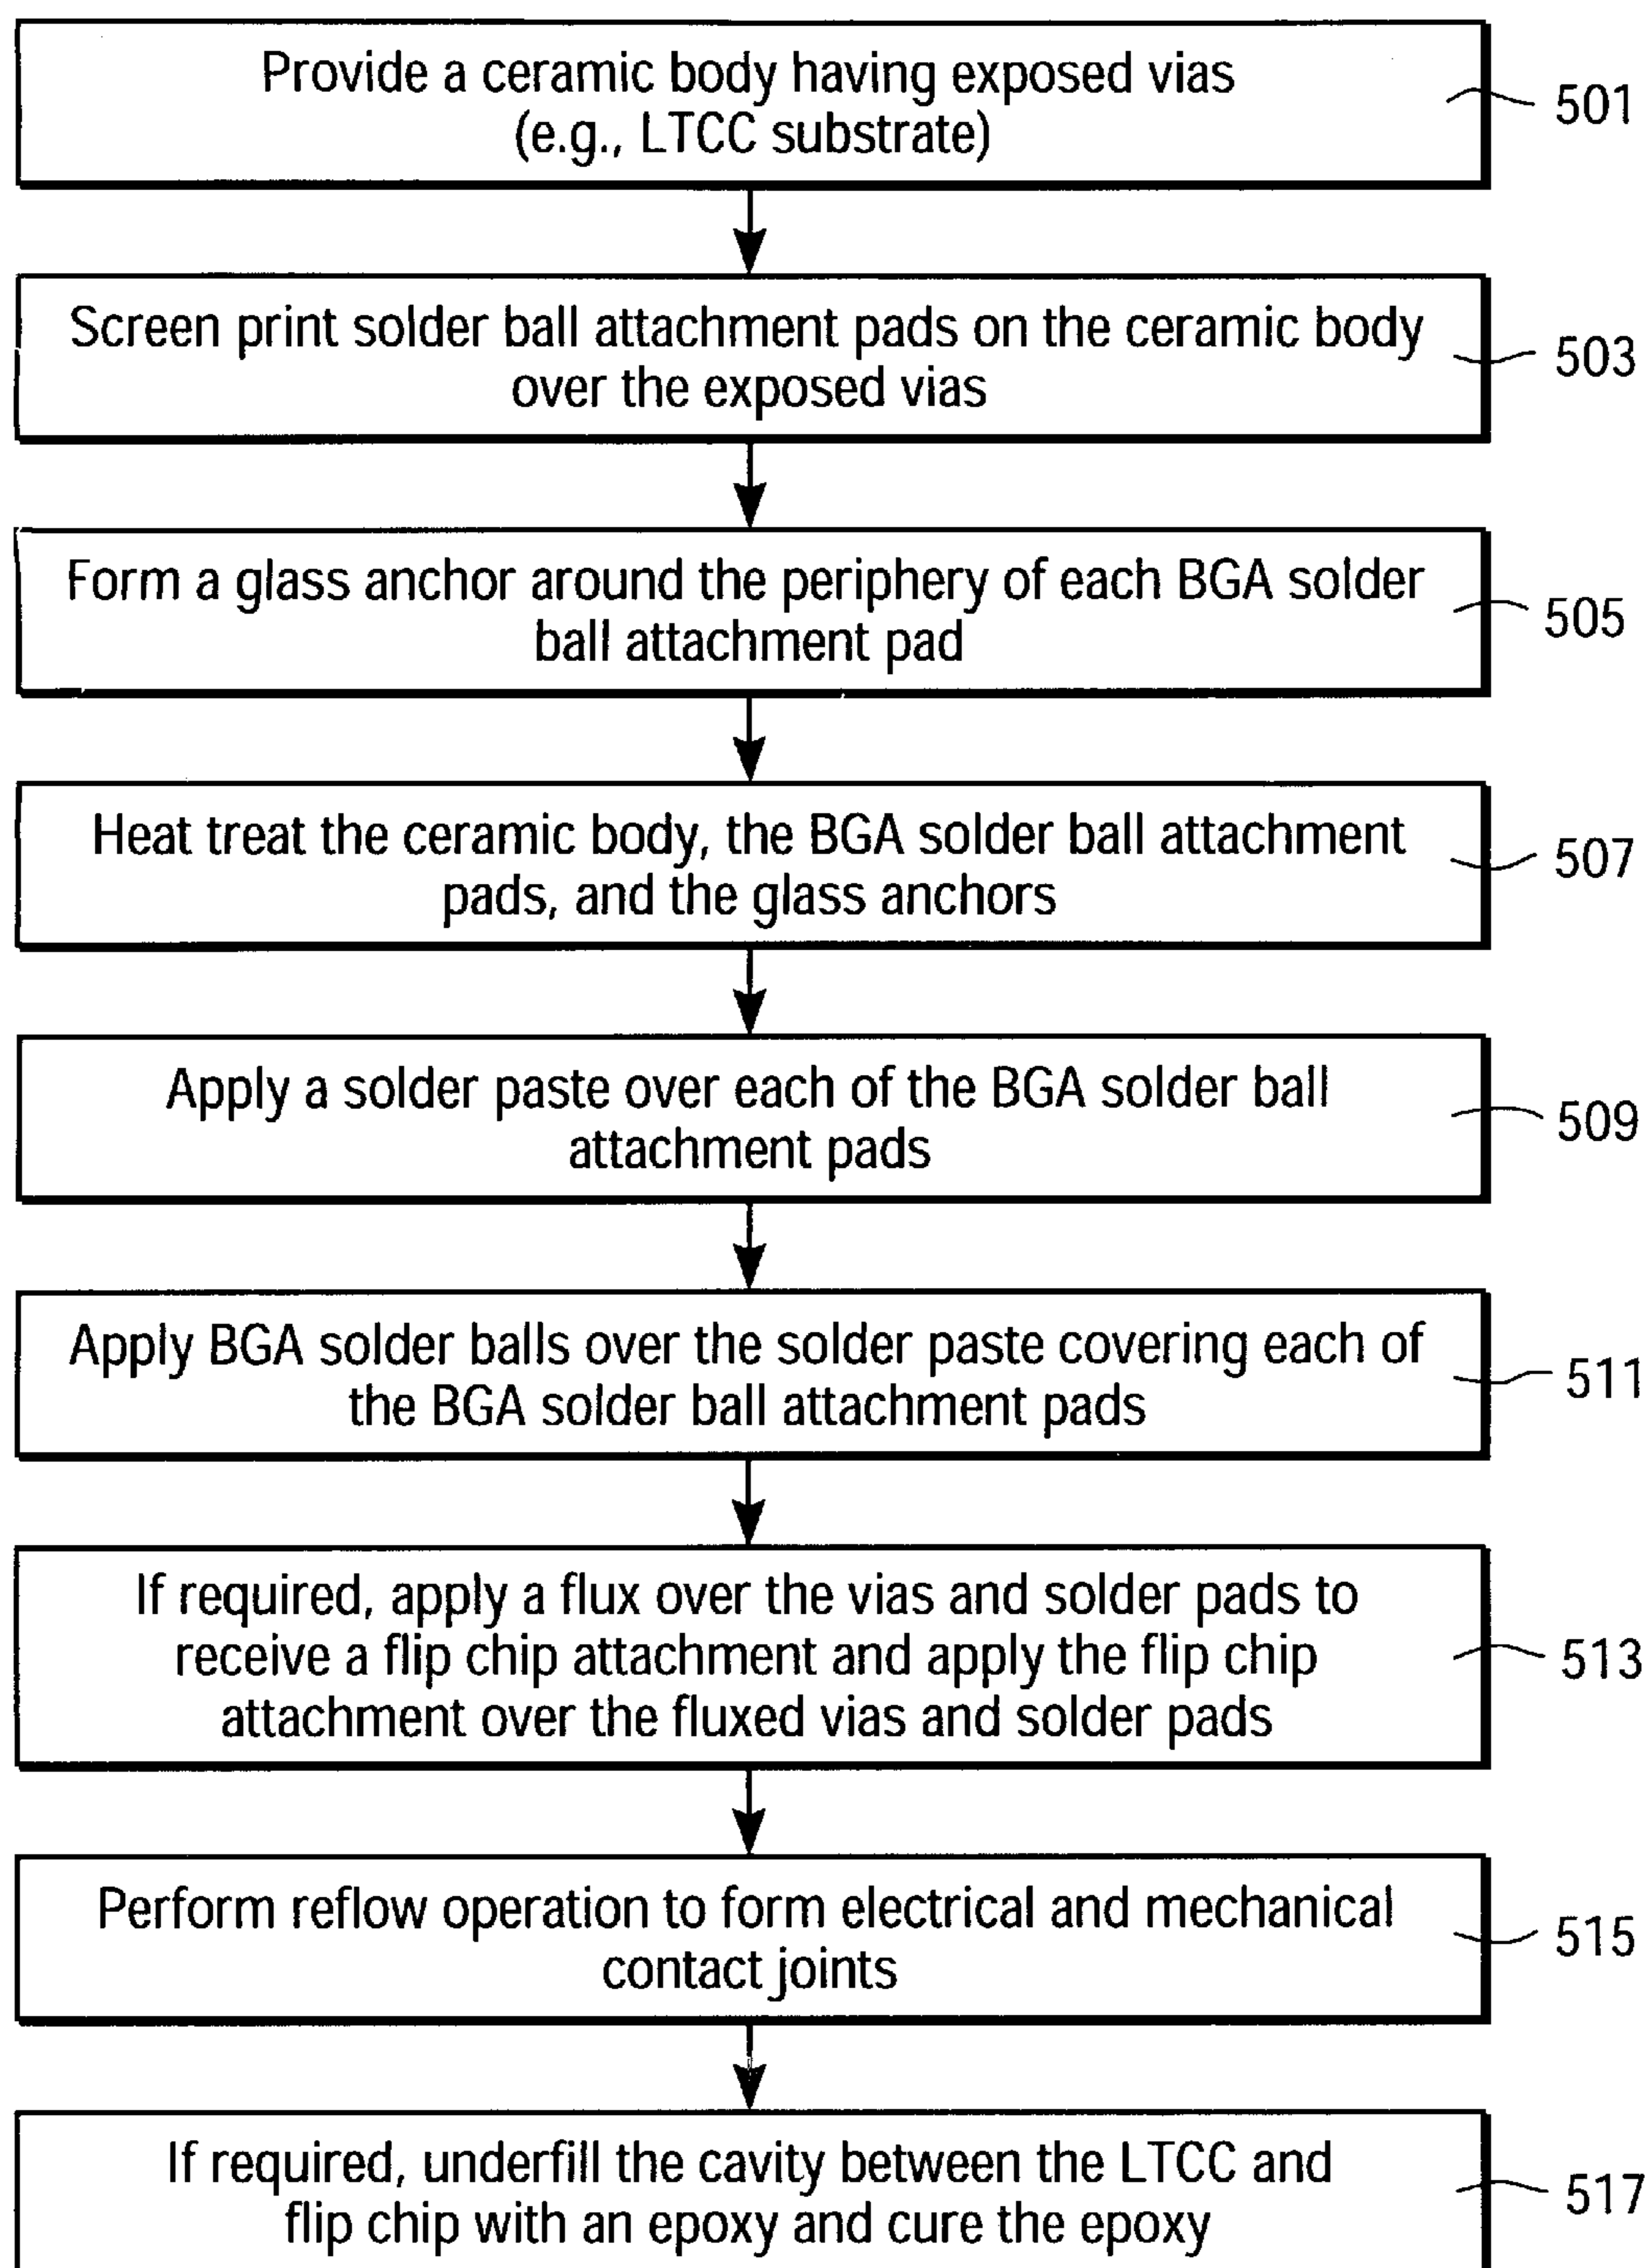 Provide a ceramic body having exposed vias
(e.g., LTCC substrate)
501
Screen print solder ball attachment pads on the ceramic body
over the exposed vias
503
Form a glass anchor around the periphery of each BGA solder
ball attachment pad
505
Heat treat the ceramic body, the BGA solder ball attachment
pads, and the glass anchors
507
Apply a solder paste over each of the BGA solder ball
attachment pads
509
Apply BGA solder balls over the solder paste covering each of
the BGA solder ball attachment pads
511
If required, apply a flux over the vias and solder pads to
receive a flip chip attachment and apply the flip chip
attachment over the fluxed vias and solder pads
513
Perform reflow operation to form electrical and mechanical
contact joints
515
If required, underfill the cavity between the LTCC and
flip chip with an epoxy and cure the epoxy
517